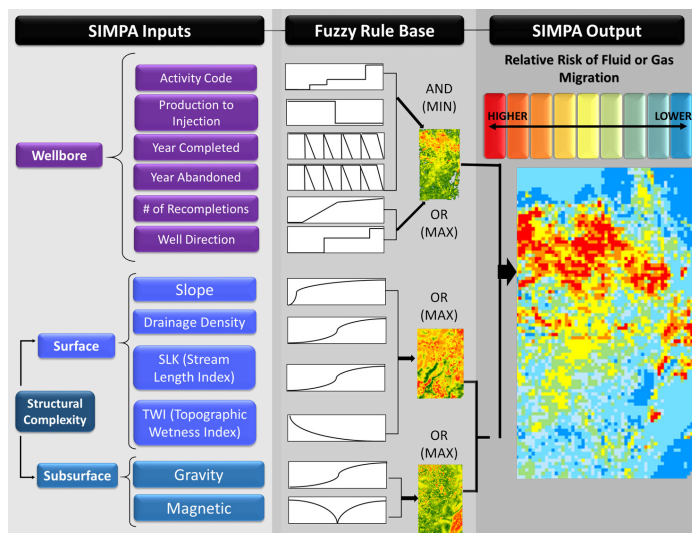 SIMPA Inputs
Fuzzy Rule Base
SIMPA Output
Wellbore
Activity Code
Production to
Injection
Year Completed
Year Abandoned
# of Recompletions
Well Direction
Structural
Complexity
Surface
Slope
Drainage Density
SLK (Stream
Length Index)
TWI (Topographic
Wetness Index)
Subsurface
Gravity
Magnetic
AND
(MIN)
OR
(MAX)
OR
(MAX)
OR
(MAX)
Relative Risk of Fluid or Gas
Migration
HIGHER
LOWER